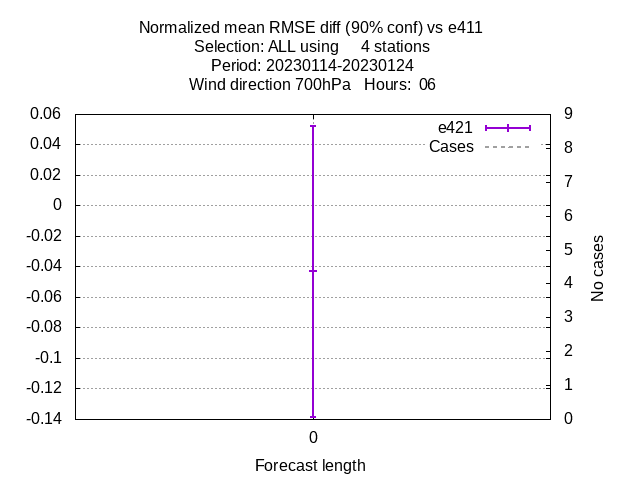 Normalized mean RMSE diff (90% conf) vs e411
Selection: ALL using     4 stations
Period: 20230114-20230124
Wind direction 700hPa   Hours:  06
0.06
0.04
0.02
0
-0.02
-0.04
-0.06
-0.08
-0.1
-0.12
-0.14
e421
Cases
9
8
7
6
5
4
3
2
1
0
No cases
0
Forecast length